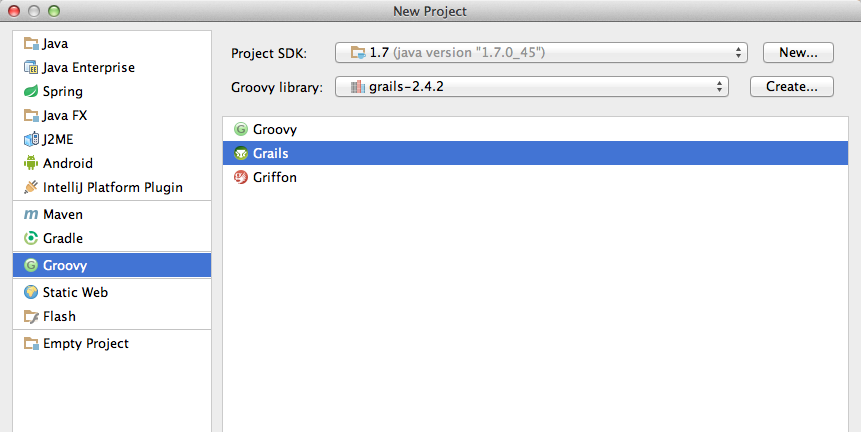 New Project
Java
Java Enterprise
Spring
Java FX
J2ME
Android
IntelliJ Platform Plugin
Maven
Gradle
Groovy
Static Web
Flash
Empty Project
Project SDK: 1.7 (java version "1.7.0_45") New...
Groovy library: grails-2.4.2 Create...
Groovy
Grails
Griffon